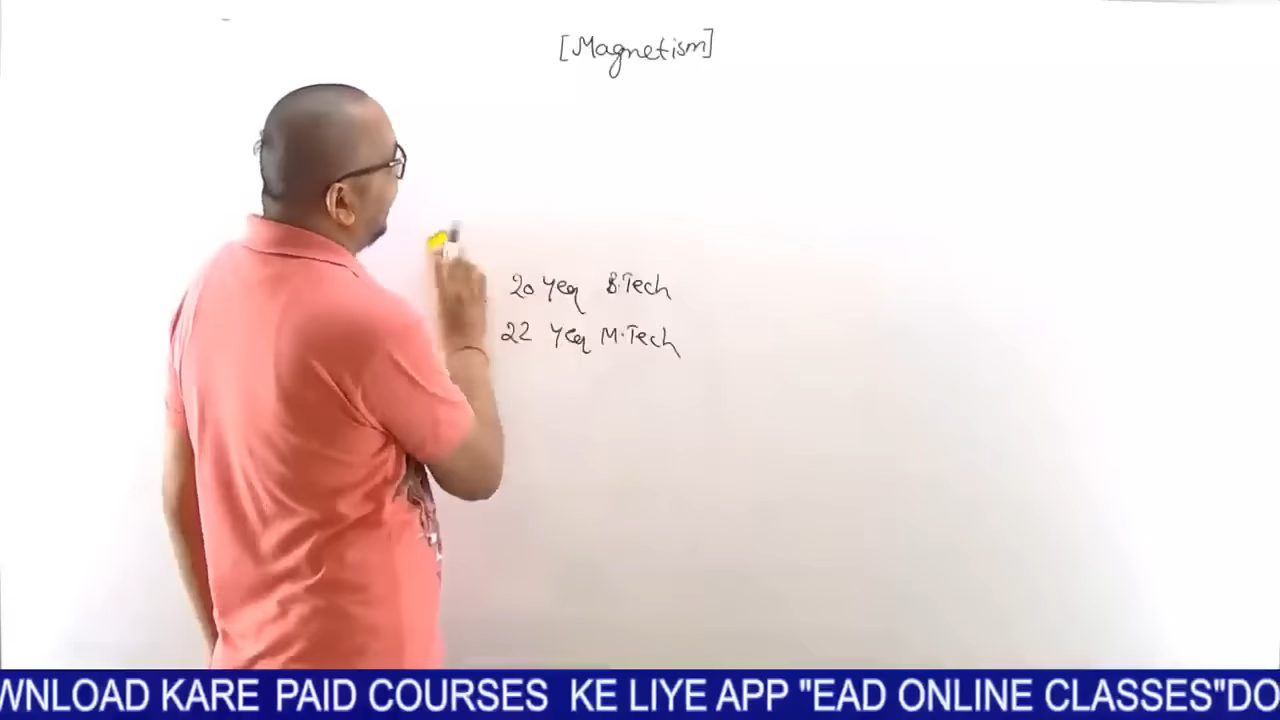 [Magnetism]
20 Year B.Tech
22 Year M.Tech
WNLOAD KARE PAID COURSES KE LIYE APP "EAD ONLINE CLASSES"DO